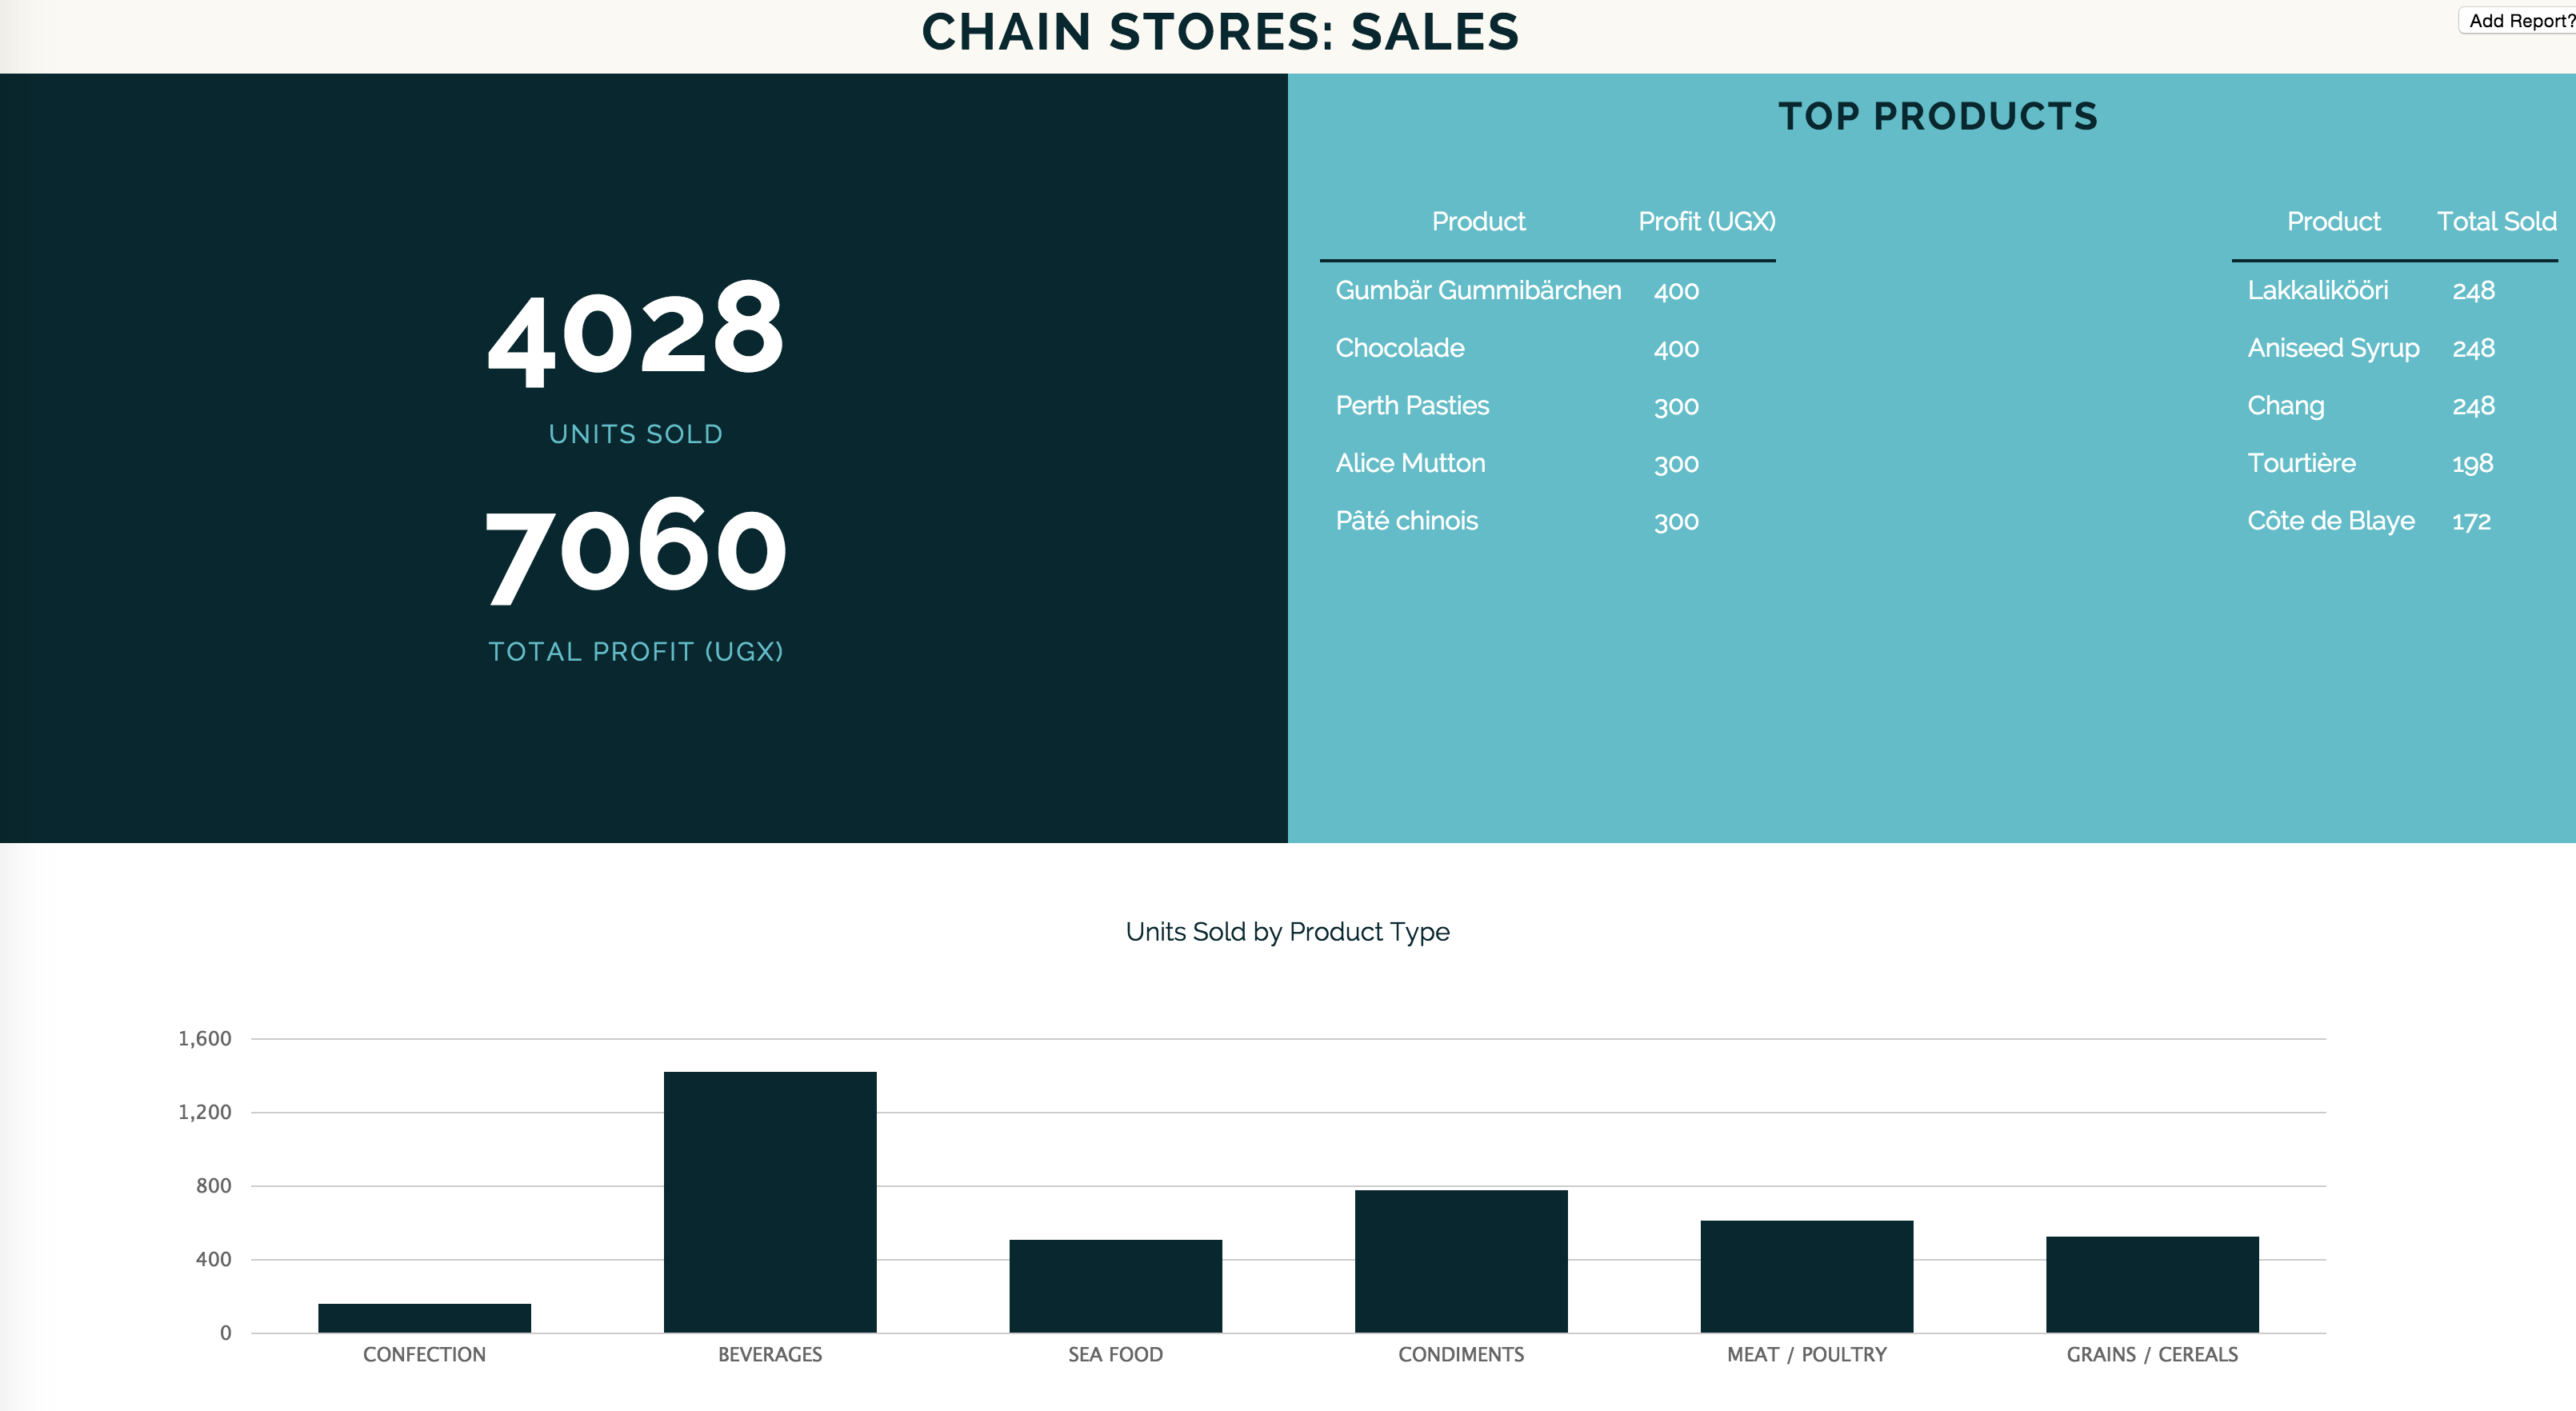 CHAIN STORES: SALES
Add Report?
4028
UNITS SOLD
7060
TOTAL PROFIT (UGX)
TOP PRODUCTS
Product Profit (UGX)
Gumbär Gummibärchen 400
Chocolade 400
Perth Pasties 300
Alice Mutton 300
Pâté chinois 300
Product Total Sold
Lakkalikööri 248
Aniseed Syrup 248
Chang 248
Tourtière 198
Côte de Blaye 172
Units Sold by Product Type
1,600
1,200
800
400
0
CONFECTION BEVERAGES SEA FOOD CONDIMENTS MEAT / POULTRY GRAINS / CEREALS